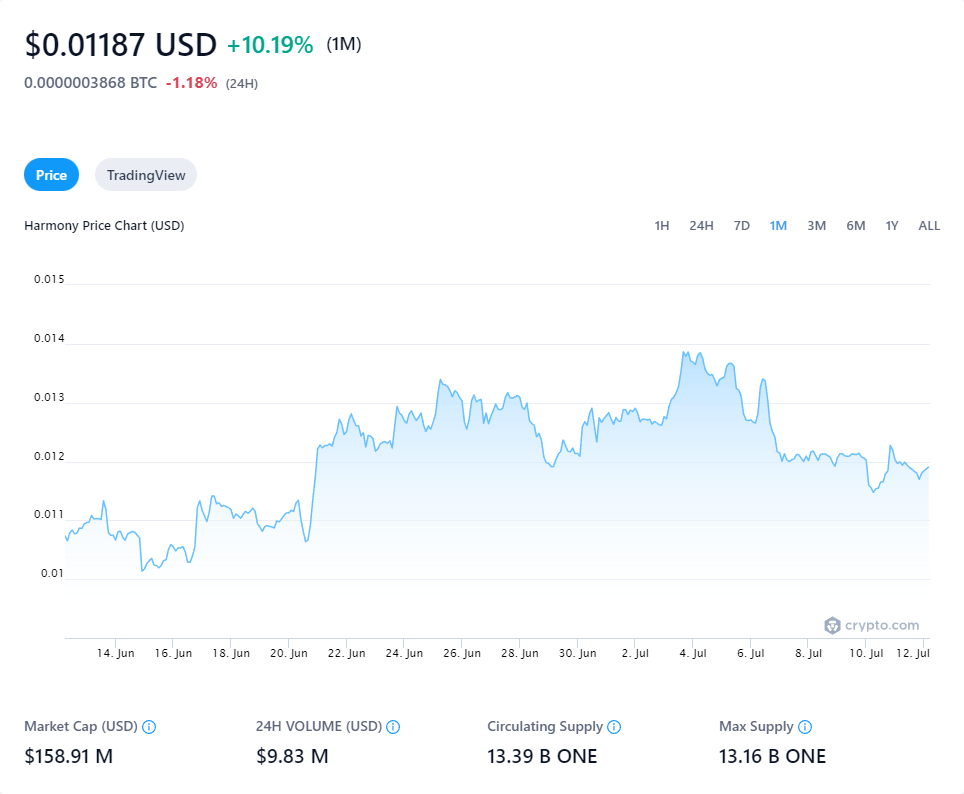 $0.01187 USD +10.19% (1M)
0.0000003868 BTC -1.18% (24H)
Price TradingView
Harmony Price Chart (USD) 1H 24H 7D 1M 3M 6M 1Y ALL
0.015
0.014
0.013
0.012
0.011
0.01
crypto.com
14. Jun 16. Jun 18. Jun 20. Jun 22. Jun 24. Jun 26. Jun 28. Jun 30. Jun 2. Jul 4. Jul 6. Jul 8. Jul 10. Jul 12. Jul
Market Cap (USD) 24H VOLUME (USD) Circulating Supply Max Supply
$158.91 M $9.83 M 13.39 B ONE 13.16 B ONE